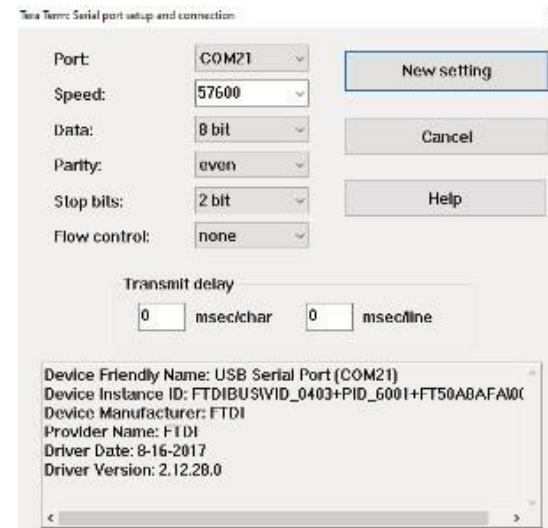 Tera Term: Serial port setup and connection
Port: COM21
New setting
Speed: 57600
Data: 8 bit
Cancel
Parity: even
Stop bits: 2 bit
Help
Flow control: none
Transmit delay
0 msec/char 0 msec/line
Device Friendly Name: USB Serial Port (COM21)
Device Instance ID: FTDIBUS\VID_0403+PID_6001+FT50A8AFA\0(
Device Manufacturer: FTDI
Provider Name: FTDI
Driver Date: 8-16-2017
Driver Version: 2.12.28.0